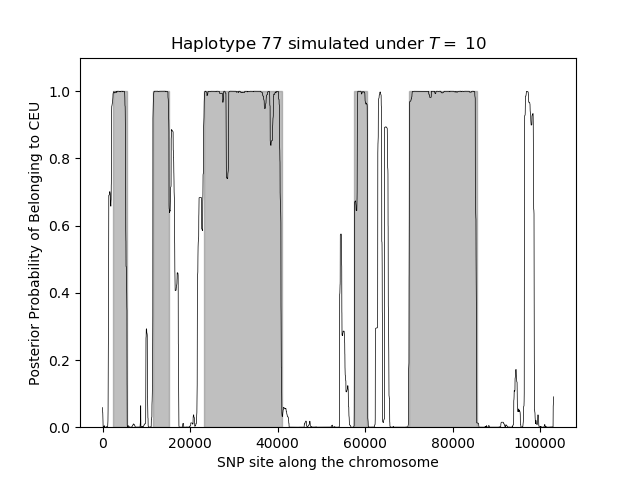 Haplotype 77 simulated under T = 10
Posterior Probability of Belonging to CEU
1.0
0.8
0.6
0.4
0.2
0.0
0 20000 40000 60000 80000 100000
SNP site along the chromosome